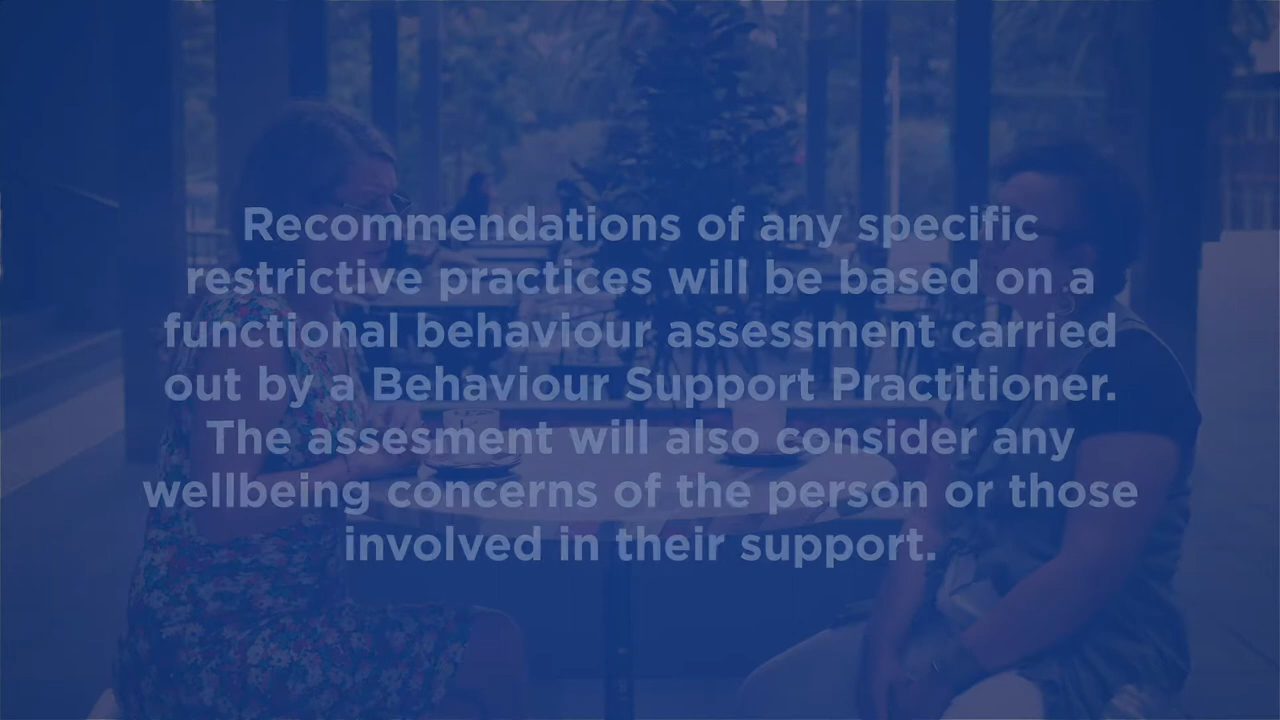 Recommendations of any specific
restrictive practices will be based on a
functional behaviour assessment carried
out by a Behaviour Support Practitioner.
The assesment will also consider any
wellbeing concerns of the person or those
involved in their support.